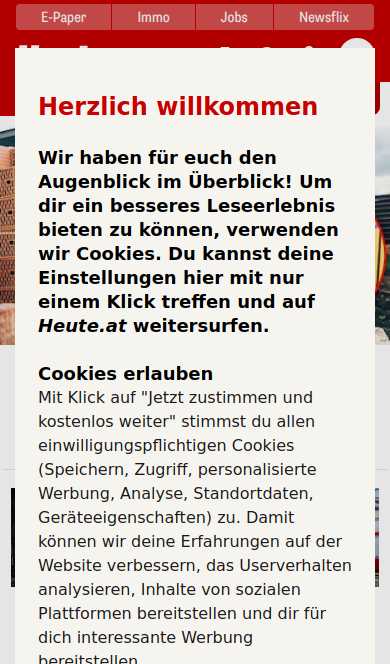 E-Paper Immo Jobs Newsflix
Herzlich willkommen
Wir haben für euch den
Augenblick im Überblick! Um
dir ein besseres Leseerlebnis
bieten zu können, verwenden
wir Cookies. Du kannst deine
Einstellungen hier mit nur
einem Klick treffen und auf
Heute.at weitersurfen.
Cookies erlauben
Mit Klick auf "Jetzt zustimmen und
kostenlos weiter" stimmst du allen
einwilligungspflichtigen Cookies
(Speichern, Zugriff, personalisierte
Werbung, Analyse, Standortdaten,
Geräteeigenschaften) zu. Damit
können wir deine Erfahrungen auf der
Website verbessern, das Userverhalten
analysieren, Inhalte von sozialen
Plattformen bereitstellen und dir für
dich interessante Werbung
bereitstellen